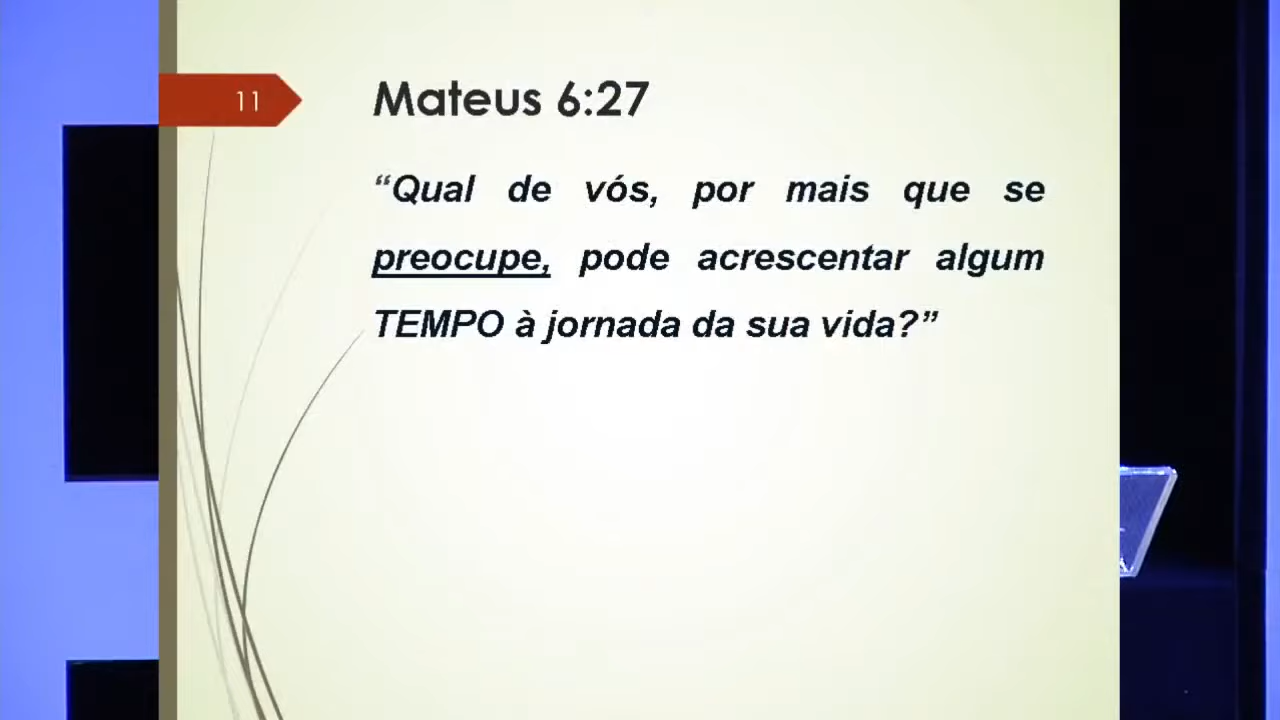 11
Mateus 6:27
“Qual de vós, por mais que se
preocupe, pode acrescentar algum
TEMPO à jornada da sua vida?”